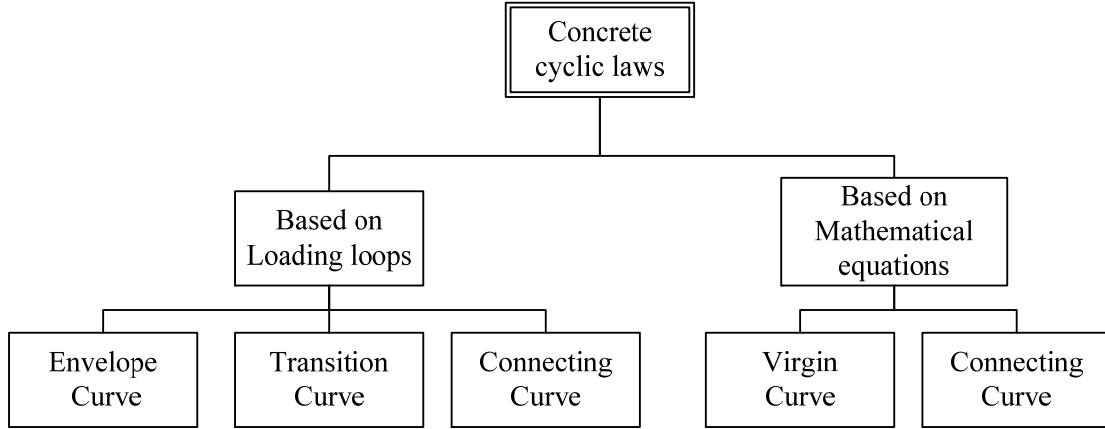 Concrete
cyclic laws
Based on
Loading loops
Based on
Mathematical
equations
Envelope
Curve
Transition
Curve
Connecting
Curve
Virgin
Curve
Connecting
Curve